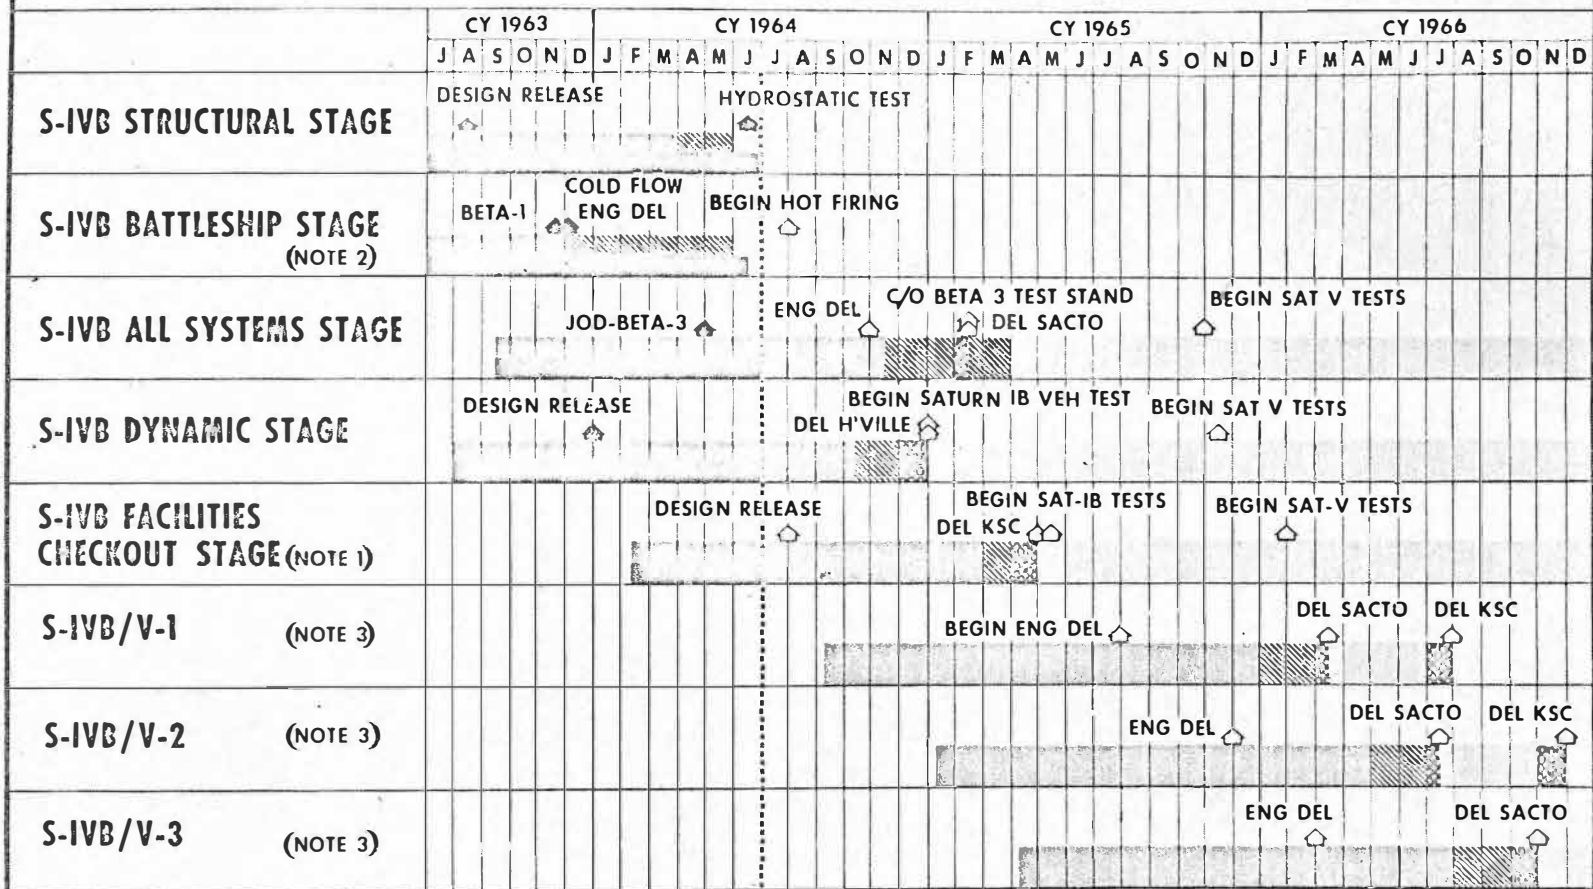 CY 1963 CY 1964 CY 1965 CY 1966
J A S O N D J F M A M J J A S O N D J F M A M J J A S O N D J F M A M J J A S O N D
DESIGN RELEASE HYDROSTATIC TEST
S-IVB STRUCTURAL STAGE
COLD FLOW
BETA-1 ENG DEL BEGIN HOT FIRING
S-IVB BATTLESHIP STAGE
(NOTE 2)
C/O BETA 3 TEST STAND BEGIN SAT V TESTS
ENG DEL
JOD-BETA-3 DEL SACTO
S-IVB ALL SYSTEMS STAGE
BEGIN SATURN IB VEH TEST
DESIGN RELEASE BEGIN SAT V TESTS
DEL H'VILLE
S-IVB DYNAMIC STAGE
BEGIN SAT-IB TESTS
DESIGN RELEASE BEGIN SAT-V TESTS
S-IVB FACILITIES
DEL KSC
CHECKOUT STAGE (NOTE 1)
DEL SACTO DEL KSC
S-IVB/V-1 (NOTE 3) BEGIN ENG DEL
DEL SACTO DEL KSC
S-IVB/V-2 (NOTE 3) ENG DEL
ENG DEL DEL SACTO
S-IVB/V-3 (NOTE 3)